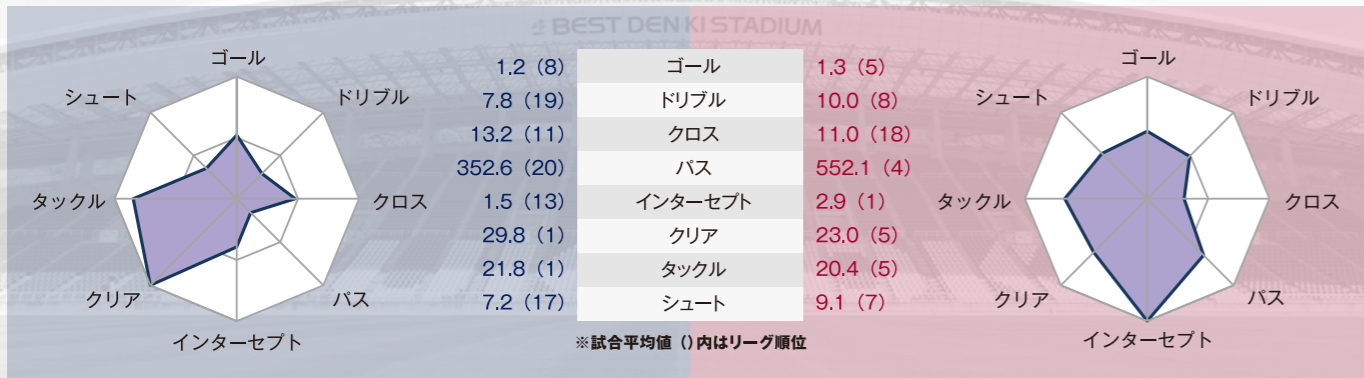 BEST DEN KI STADIUM
ゴール
シュート
ドリブル
タックル
クロス
クリア
パス
インターセプト
1.2（8） ゴール 1.3（5）
7.8（19） ドリブル 10.0（8）
13.2（11） クロス 11.0（18）
352.6（20） パス 552.1（4）
1.5（13） インターセプト 2.9（1）
29.8（1） クリア 23.0（5）
21.8（1） タックル 20.4（5）
7.2（17） シュート 9.1（7）
※試合平均値（）内はリーグ順位
ゴール
シュート
ドリブル
タックル
クロス
クリア
パス
インターセプト